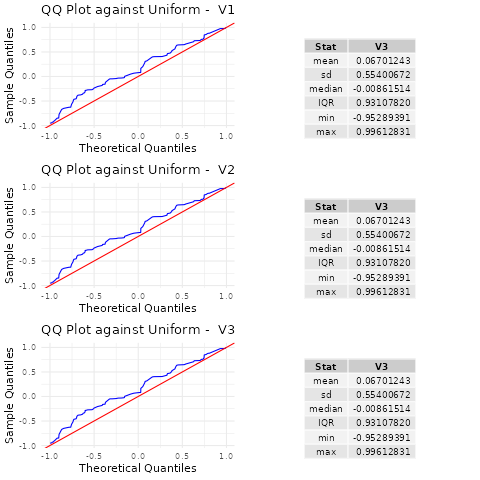 QQ Plot against Uniform - V1
Sample Quantiles
1.0
0.5
0.0
-0.5
-1.0
-1.0 -0.5 0.0 0.5 1.0
Theoretical Quantiles
Stat V3
mean 0.06701243
sd 0.55400672
median -0.00861514
IQR 0.93107820
min -0.95289391
max 0.99612831
QQ Plot against Uniform - V2
Sample Quantiles
1.0
0.5
0.0
-0.5
-1.0
-1.0 -0.5 0.0 0.5 1.0
Theoretical Quantiles
Stat V3
mean 0.06701243
sd 0.55400672
median -0.00861514
IQR 0.93107820
min -0.95289391
max 0.99612831
QQ Plot against Uniform - V3
Sample Quantiles
1.0
0.5
0.0
-0.5
-1.0
-1.0 -0.5 0.0 0.5 1.0
Theoretical Quantiles
Stat V3
mean 0.06701243
sd 0.55400672
median -0.00861514
IQR 0.93107820
min -0.95289391
max 0.99612831